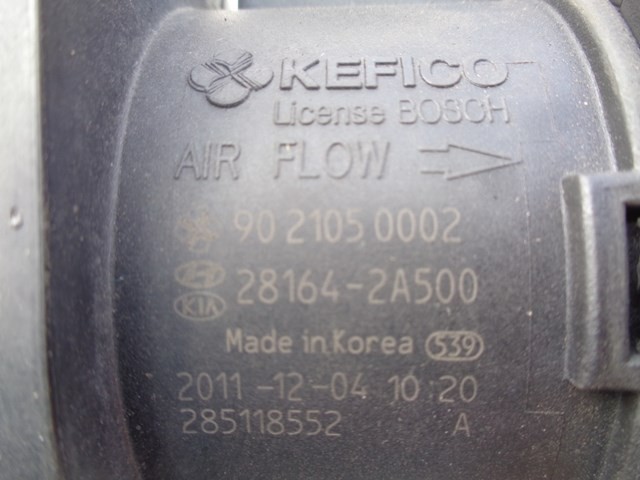 KEFICO
License BOSCH
AIR FLOW
90 2105 0002
28164-2A500
KIA
Made in Korea 539
2011-12-04 10:20
285118552 A